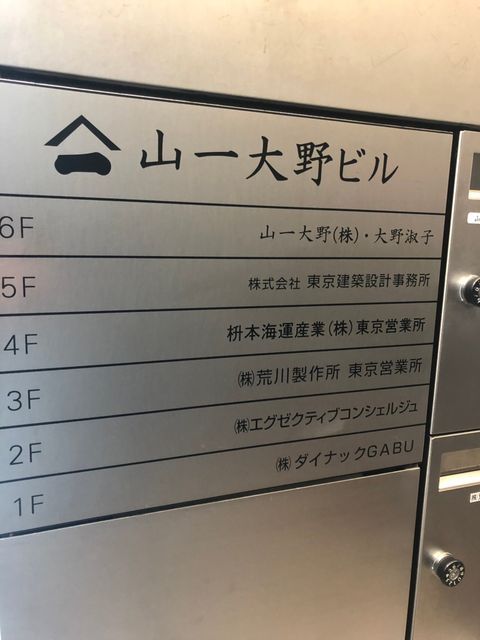 山一大野ビル
6F 山一大野(株)・大野淑子
5F 株式会社 東京建築設計事務所
4F 枡本海運産業(株)東京営業所
3F ㈱荒川製作所 東京営業所
2F ㈱エグゼクティブコンシェルジュ
1F ㈱ダイナックGABU